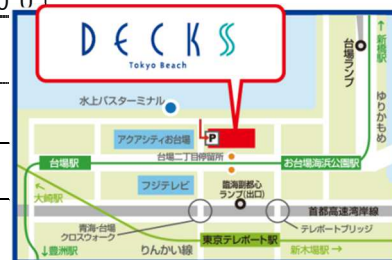 DECKS
Tokyo Beach
台場ランプ
↑新橋駅
ゆりかもめ
水上バスターミナル
アクアシティお台場
P
台場二丁目停留所
台場駅
お台場海浜公園駅
フジテレビ
臨海副都心
ランプ(出口)
大崎駅
首都高速湾岸線
青海・台場
クロスウォーク
テレポートブリッジ
東京テレポート駅
↓豊洲駅
りんかい線
新木場駅→